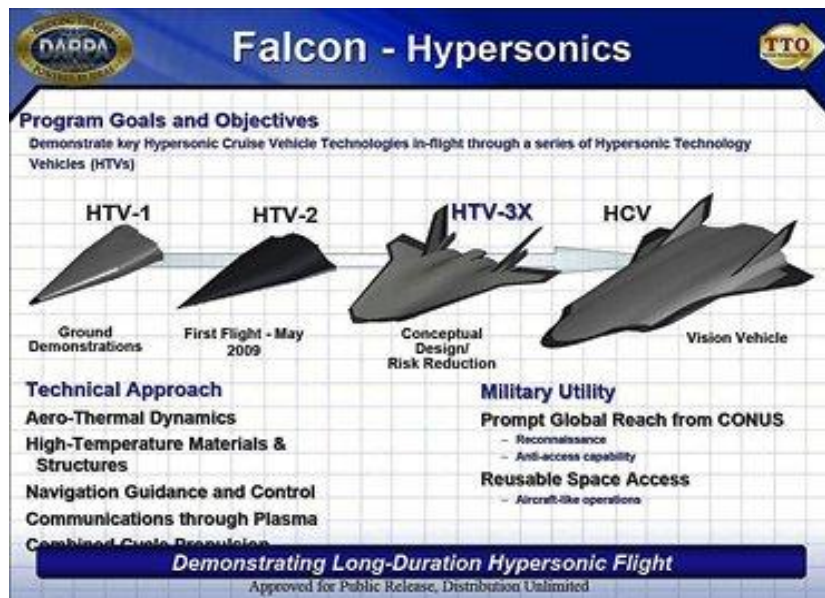 DARPA
Falcon - Hypersonics
TTO
Program Goals and Objectives
Demonstrate key Hypersonic Cruise Vehicle Technologies in-flight through a series of Hypersonic Technology
Vehicles (HTVs)
HTV-1
HTV-2
HTV-3X
HCV
Ground
Demonstrations
First Flight - May
2009
Conceptual
Design/
Risk Reduction
Vision Vehicle
Technical Approach
Aero-Thermal Dynamics
High-Temperature Materials &
Structures
Navigation Guidance and Control
Communications through Plasma
Combined Cycle Propulsion
Military Utility
Prompt Global Reach from CONUS
– Reconnaissance
– Anti-access capability
Reusable Space Access
– Aircraft-like operations
Demonstrating Long-Duration Hypersonic Flight
Approved for Public Release, Distribution Unlimited